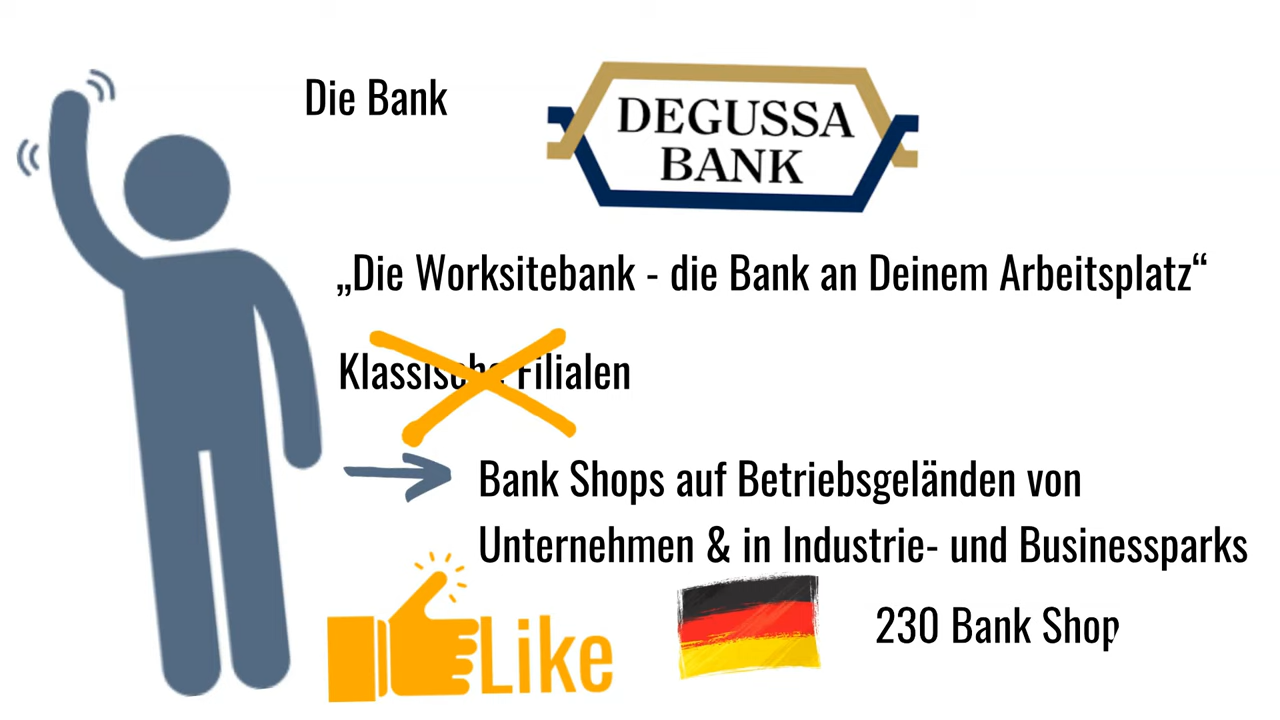 Die Bank
DEGUSSA
BANK
„Die Worksitebank - die Bank an Deinem Arbeitsplatz“
Klassische Filialen
Bank Shops auf Betriebsgeländen von
Unternehmen & in Industrie- und Businessparks
Like
230 Bank Shop